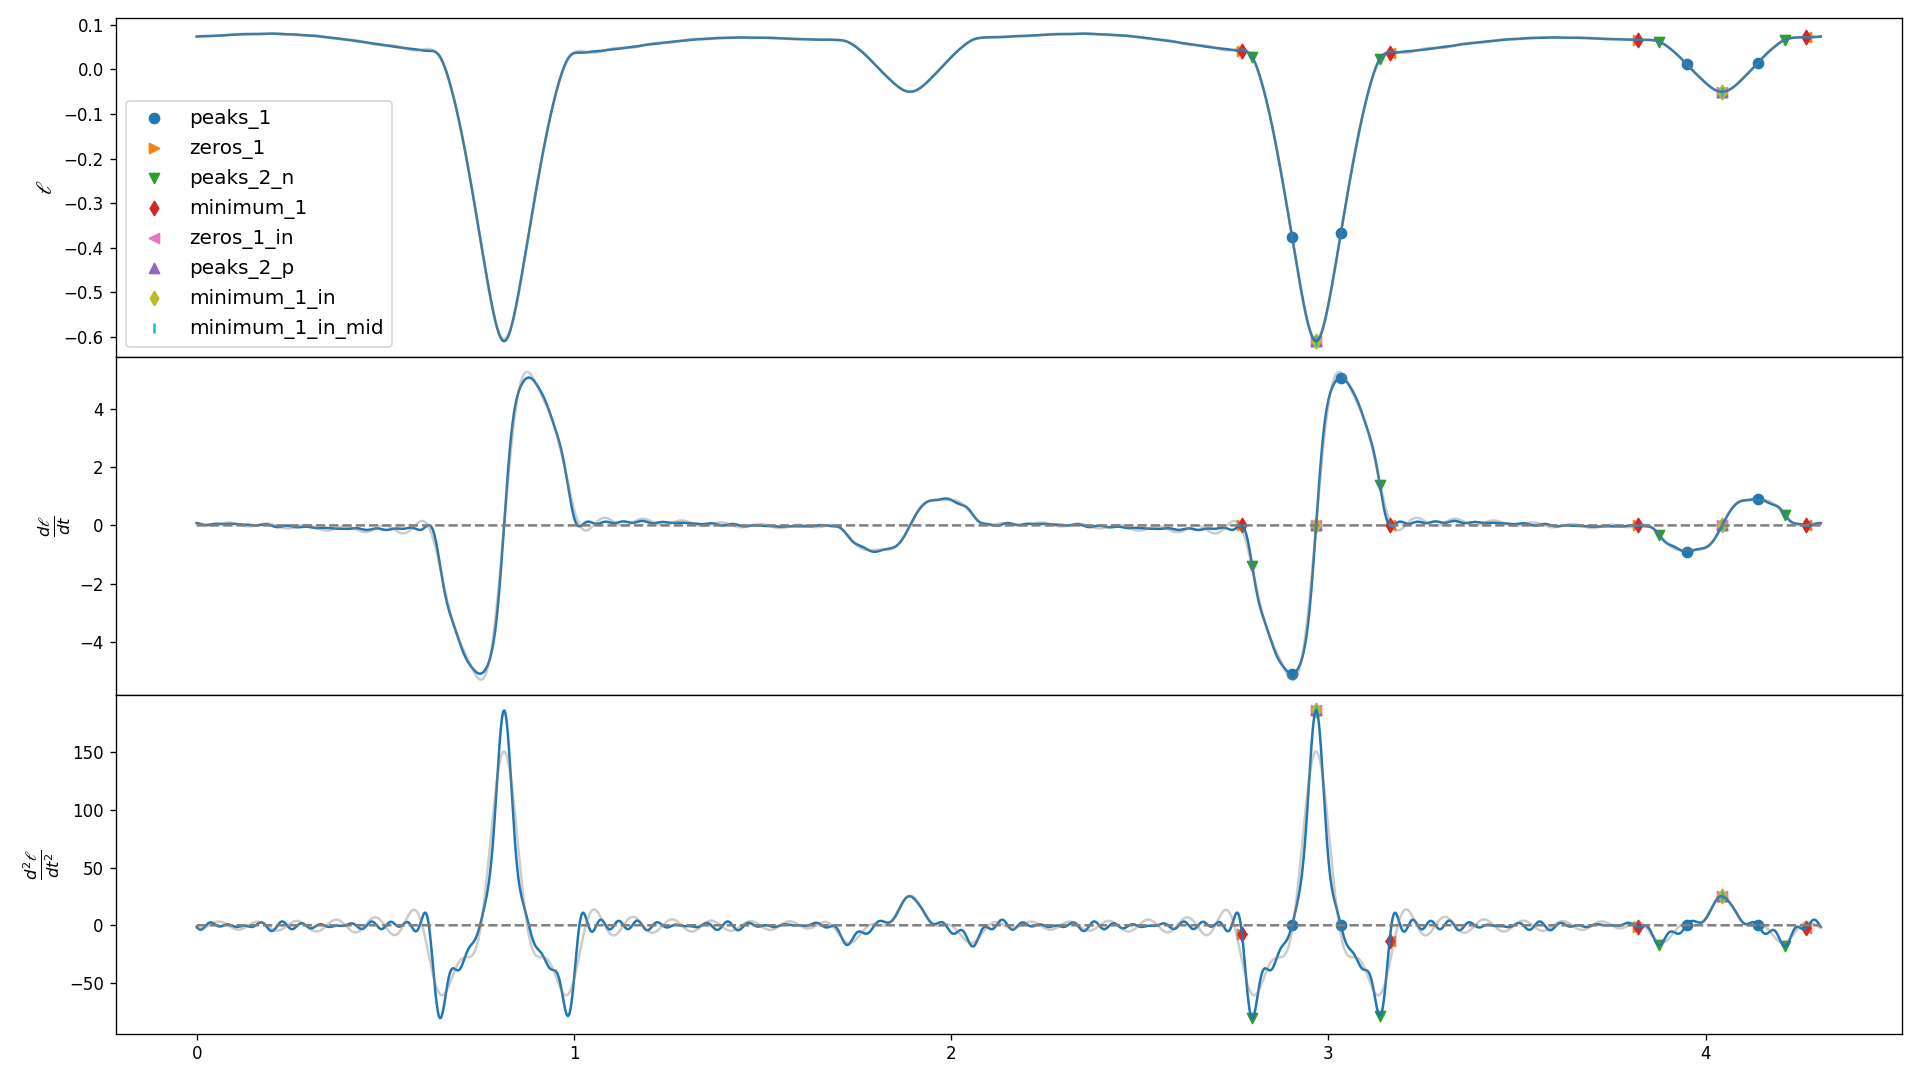 0.1
0.0
−0.1
−0.2
−0.3
−0.4
−0.5
−0.6
ℓ
peaks_1
zeros_1
peaks_2_n
minimum_1
zeros_1_in
peaks_2_p
minimum_1_in
minimum_1_in_mid
4
2
0
−2
−4
dℓ
dt
150
100
50
0
−50
d²ℓ
dt²
0 1 2 3 4